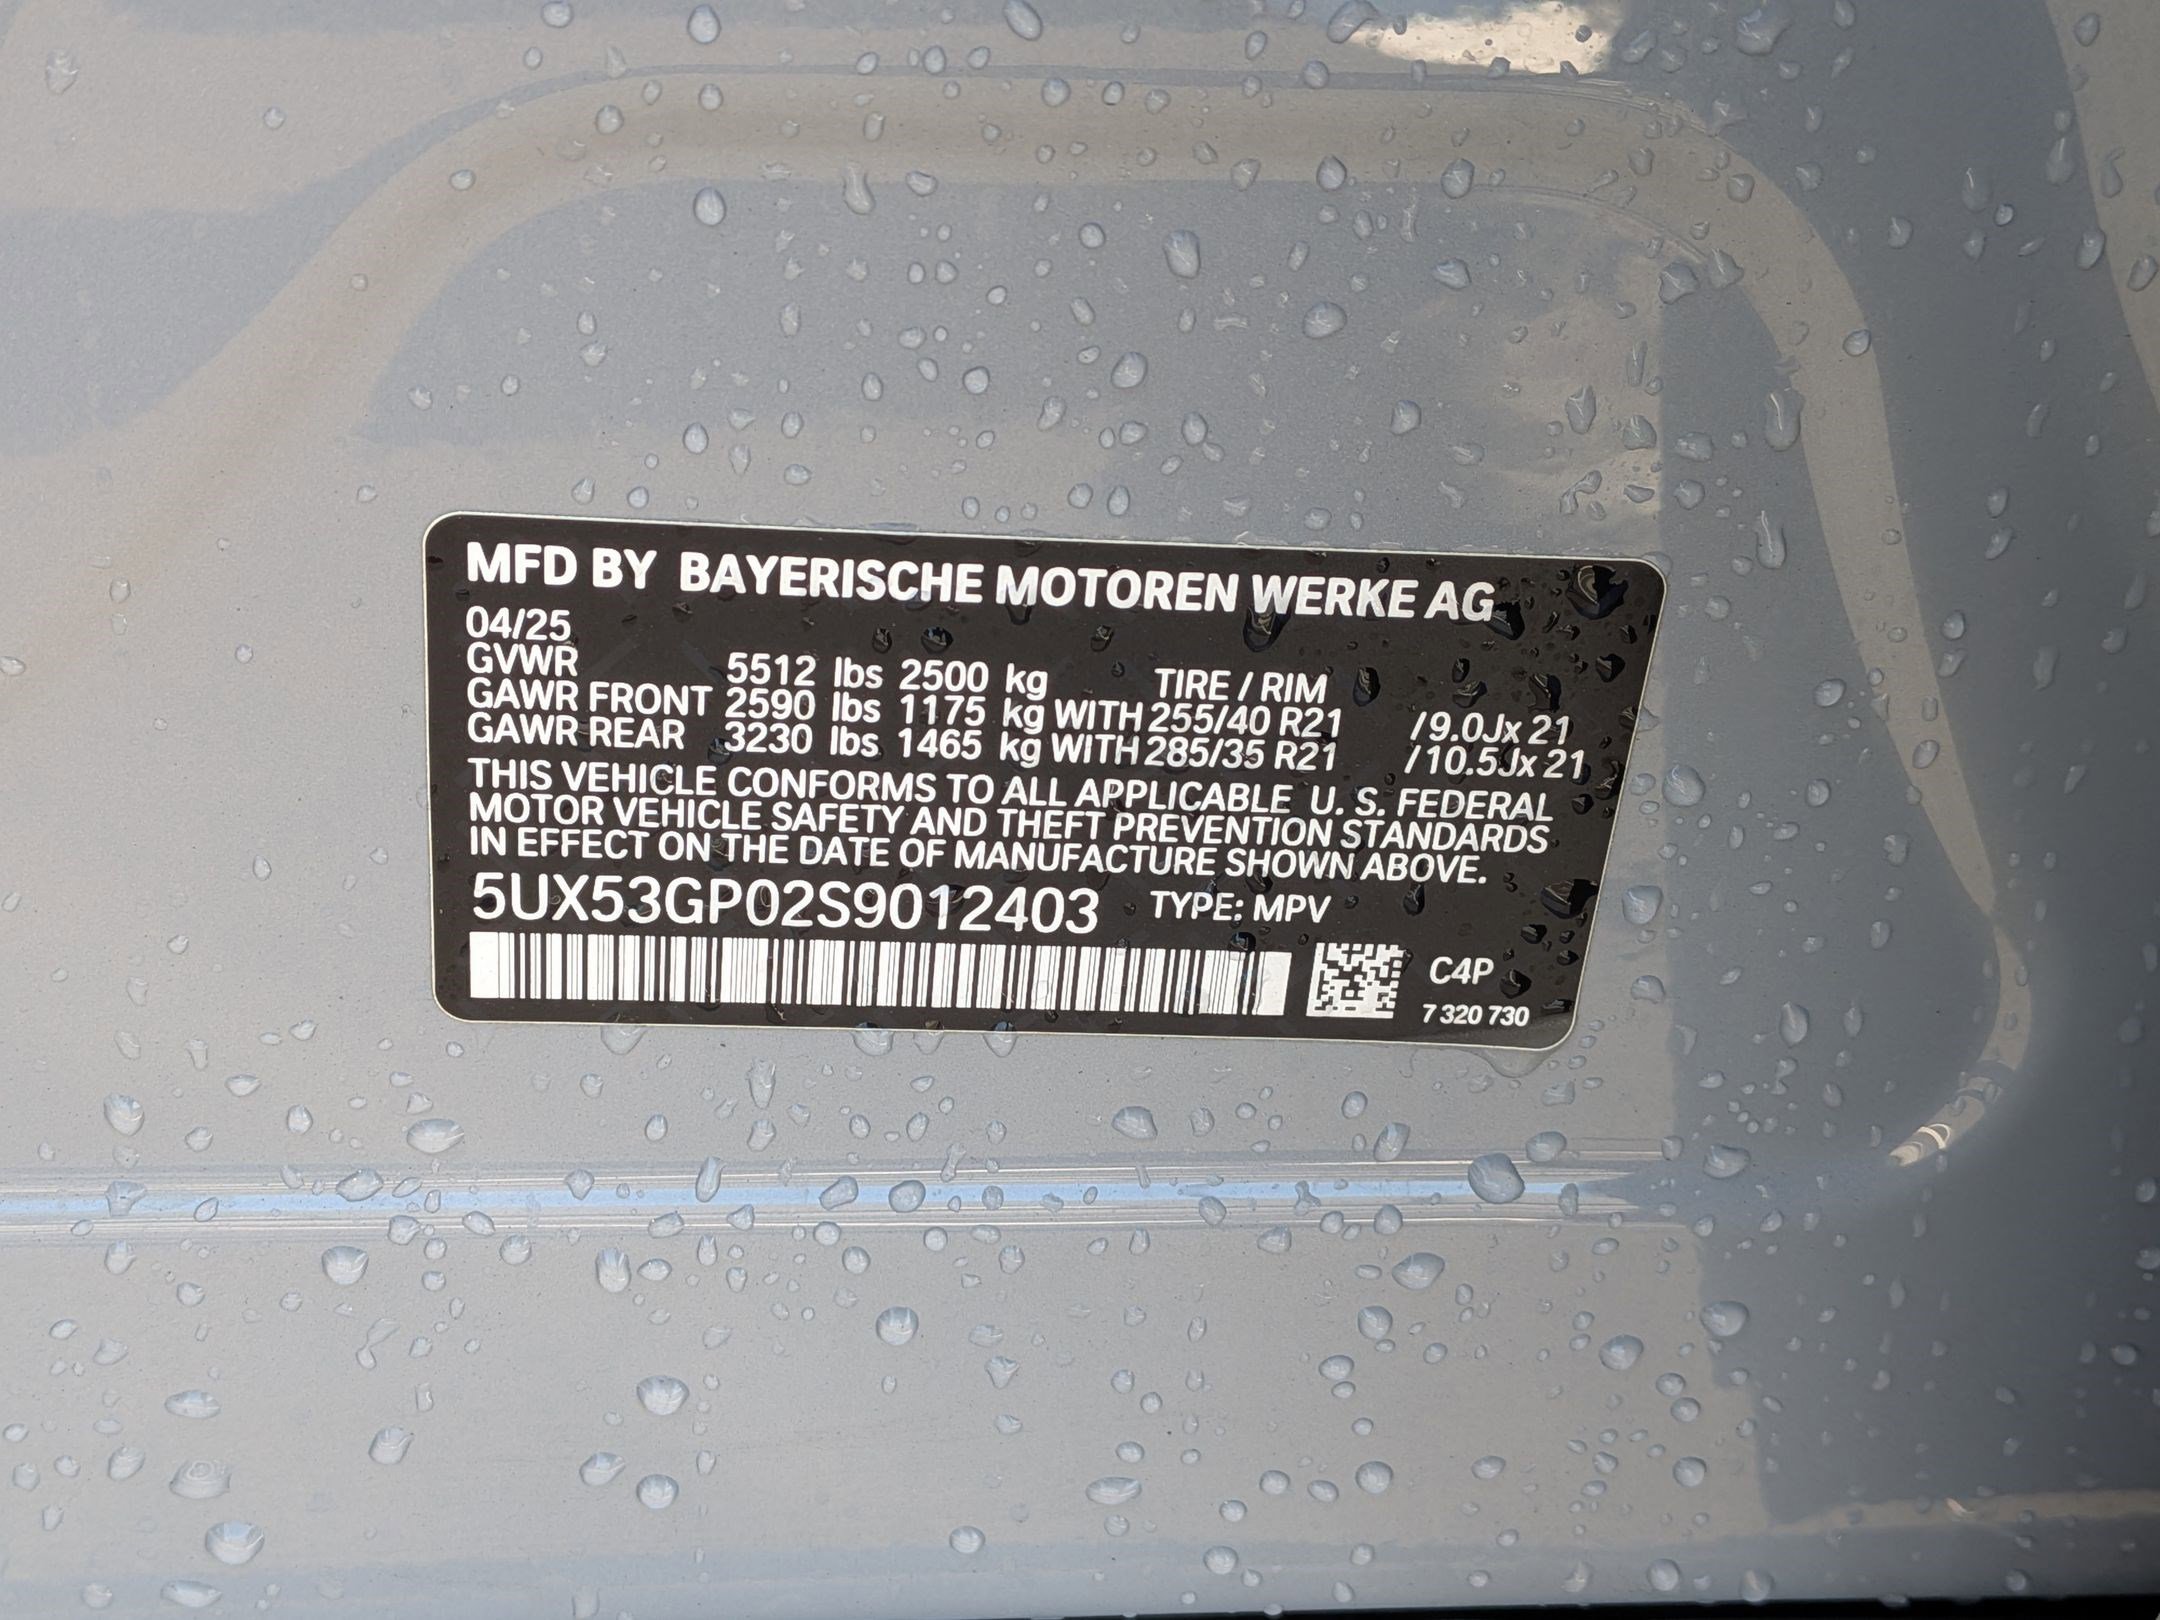 MFD BY BAYERISCHE MOTOREN WERKE AG
04/25
GVWR 5512 lbs 2500 kg TIRE / RIM
GAWR FRONT 2590 lbs 1175 kg WITH 255/40 R21 /9.0Jx 21
GAWR REAR 3230 lbs 1465 kg WITH 285/35 R21 /10.5Jx 21
THIS VEHICLE CONFORMS TO ALL APPLICABLE U. S. FEDERAL
MOTOR VEHICLE SAFETY AND THEFT PREVENTION STANDARDS
IN EFFECT ON THE DATE OF MANUFACTURE SHOWN ABOVE.
5UX53GP02S9012403 TYPE: MPV
C4P
7 320 730